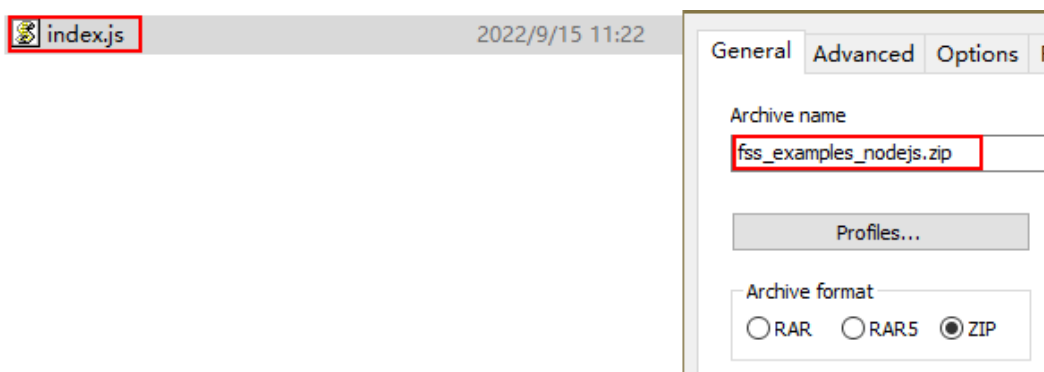 index.js 2022/9/15 11:22
General Advanced Options
Archive name
fss_examples_nodejs.zip
Profiles...
Archive format
RAR RAR5 ZIP